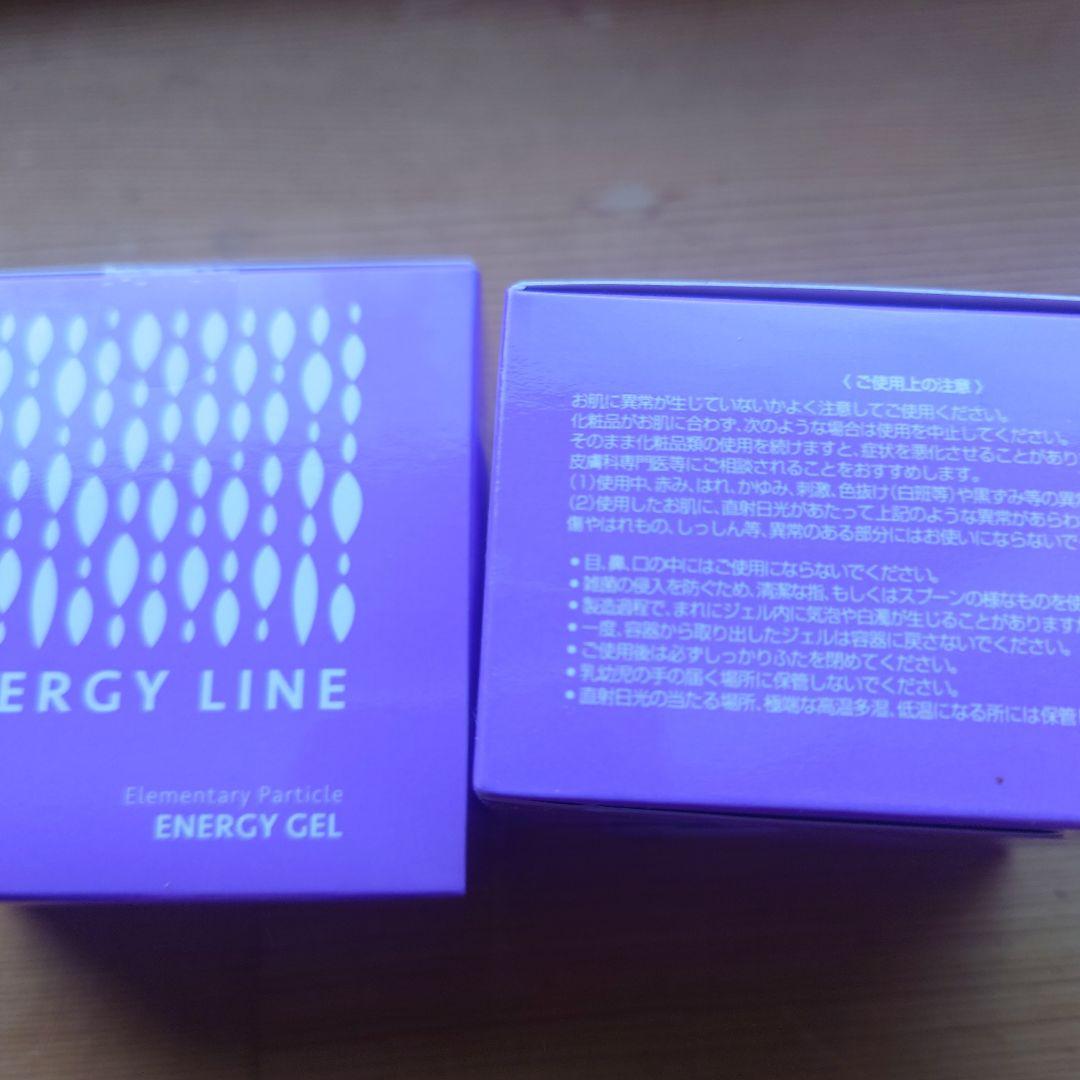 ERGY LINE
Elementary Particle
ENERGY GEL
《ご使用上の注意》
お肌に異常が生じていないかよく注意してご使用ください。
化粧品がお肌に合わず、次のような場合は使用を中止してください。
そのまま化粧品類の使用を続けますと、症状を悪化させることがあり
皮膚科専門医等にご相談されることをおすすめします。
(1)使用中、赤み、はれ、かゆみ、刺激、色抜け(白斑等)や黒ずみ等の異常
(2)使用したお肌に、直射日光があたって上記のような異常があらわ
傷やはれもの、しっしん等、異常のある部分にはお使いにならないで
•目、鼻、口の中にはご使用にならないでください。
•雑菌の侵入を防ぐため、清潔な指、もしくはスプーンの様なものを使
•製造過程で、まれにジェル内に気泡や白濁が生じることがあります
•一度、容器から取り出したジェルは容器に戻さないでください。
•ご使用後は必ずしっかりふたを閉めてください。
•乳幼児の手の届く場所に保管しないでください。
•直射日光の当たる場所、極端な高温多湿、低温になる所には保管